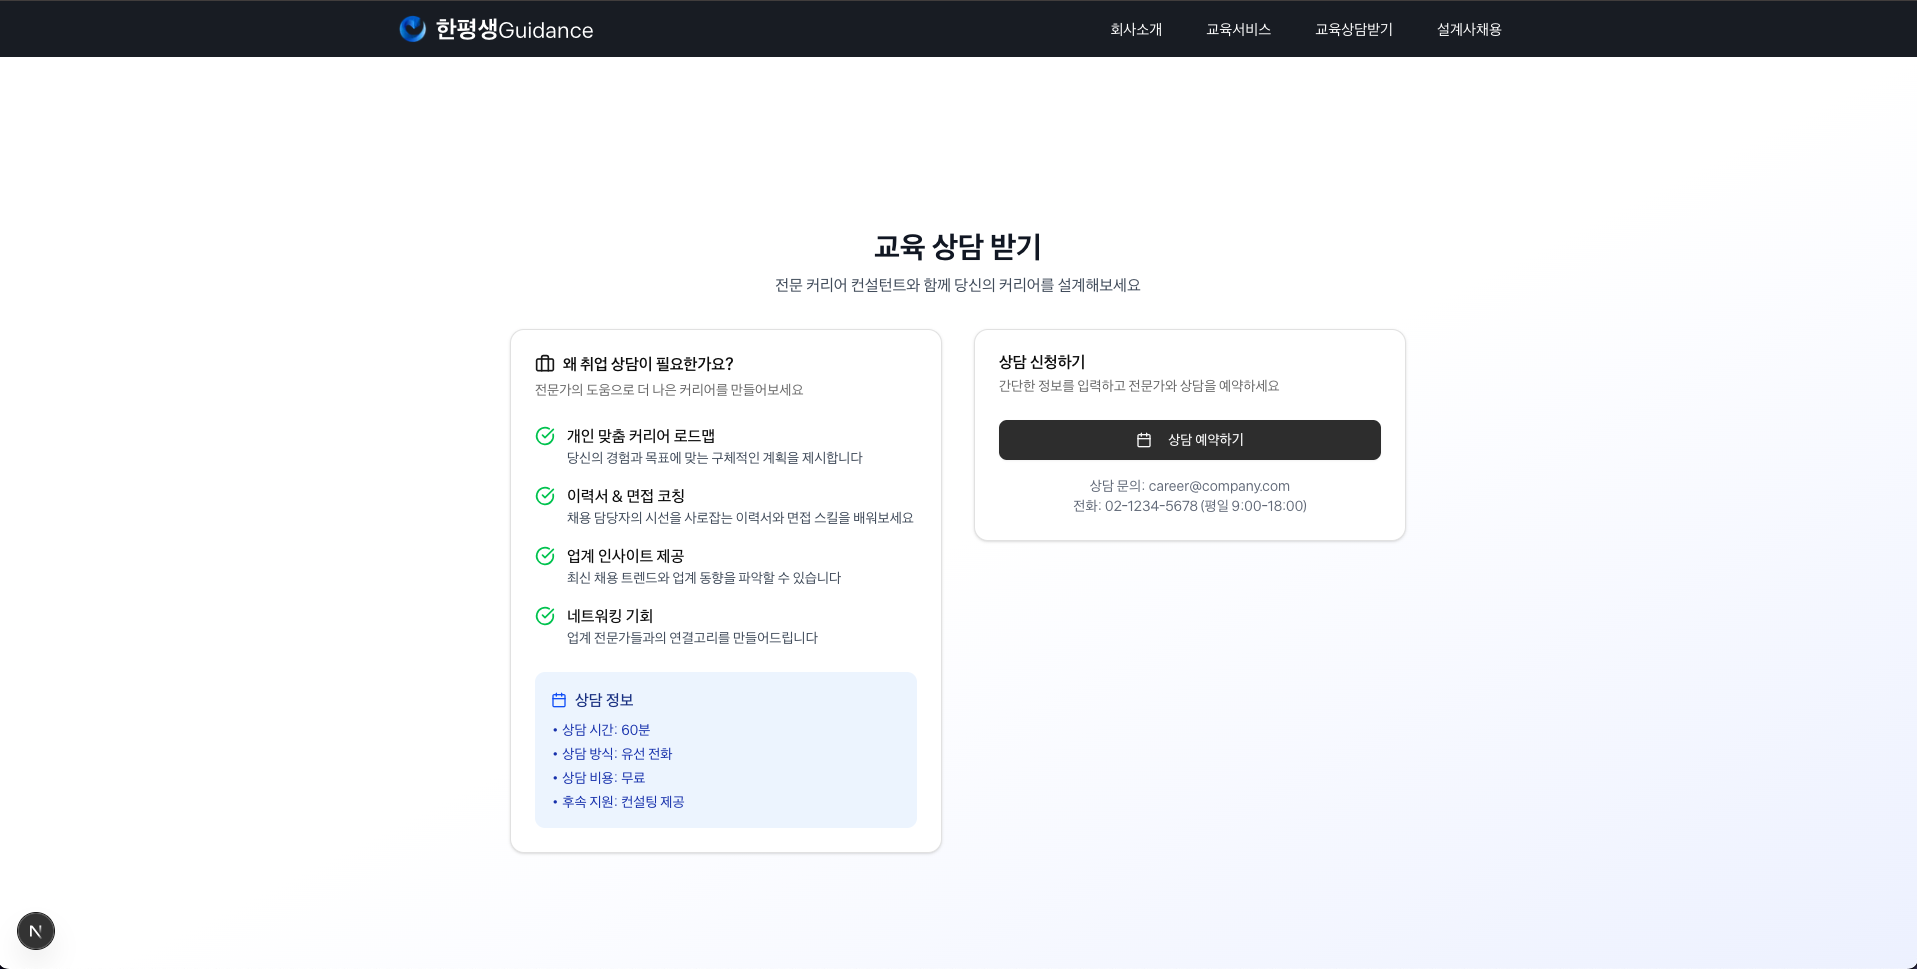 한평생Guidance
회사소개
교육서비스
교육상담받기
설계사채용
교육 상담 받기
전문 커리어 컨설턴트와 함께 당신의 커리어를 설계해보세요
왜 취업 상담이 필요한가요?
전문가의 도움으로 더 나은 커리어를 만들어보세요
개인 맞춤 커리어 로드맵
당신의 경험과 목표에 맞는 구체적인 계획을 제시합니다
이력서 & 면접 코칭
채용 담당자의 시선을 사로잡는 이력서와 면접 스킬을 배워보세요
업계 인사이트 제공
최신 채용 트렌드와 업계 동향을 파악할 수 있습니다
네트워킹 기회
업계 전문가들과의 연결고리를 만들어드립니다
상담 정보
• 상담 시간: 60분
• 상담 방식: 유선 전화
• 상담 비용: 무료
• 후속 지원: 컨설팅 제공
상담 신청하기
간단한 정보를 입력하고 전문가와 상담을 예약하세요
상담 예약하기
상담 문의: career@company.com
전화: 02-1234-5678 (평일 9:00-18:00)
N